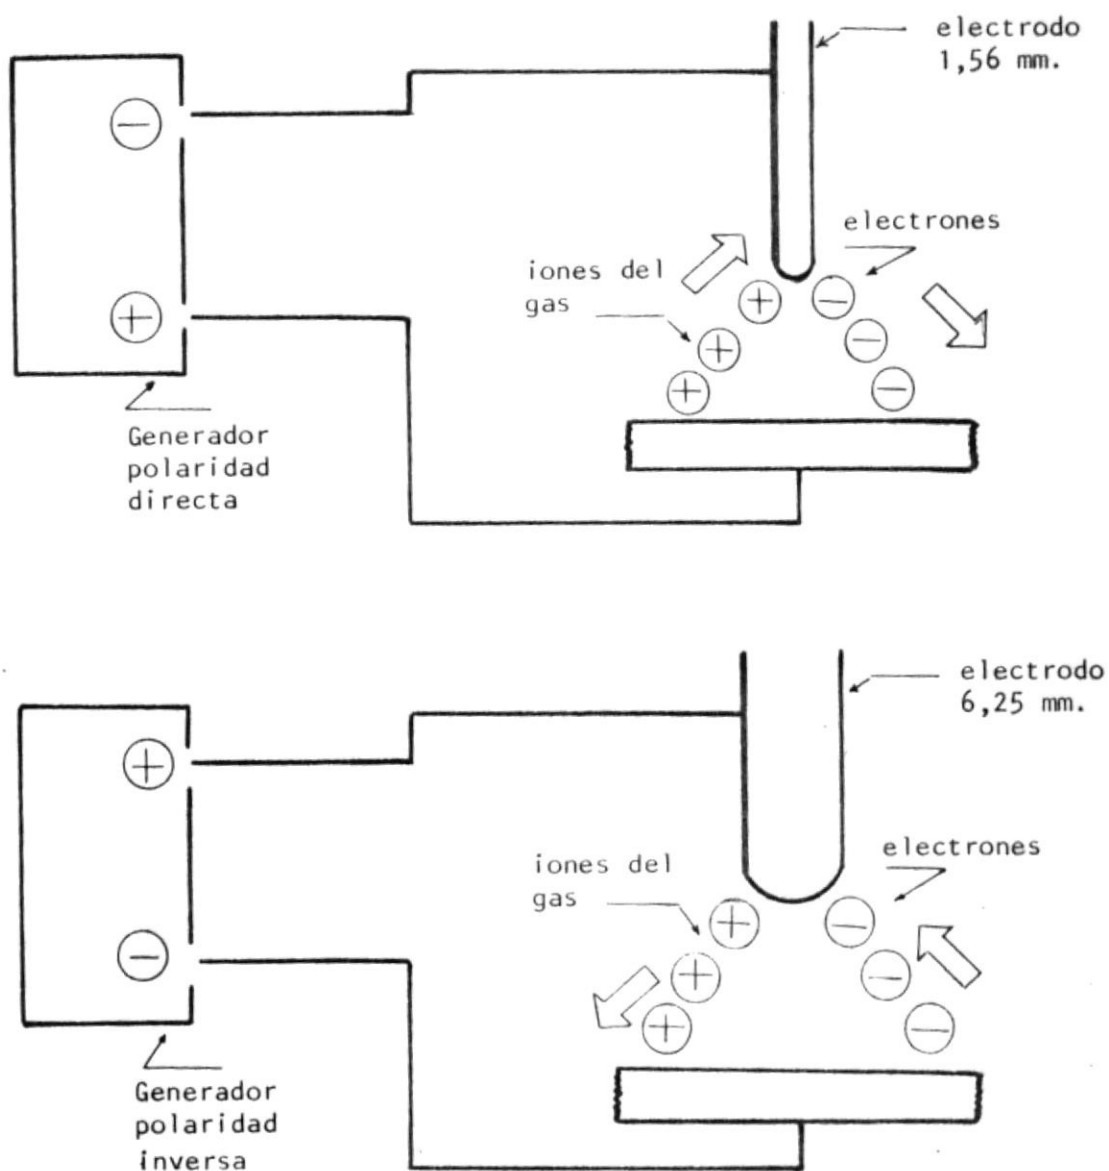 electrodo
1,56 mm.
−
electrones
iones del
gas
+
−
+
+
−
+
−
Generador
polaridad
directa
electrodo
6,25 mm.
+
electrones
iones del
gas
+
−
−
+
−
+
−
Generador
polaridad
inversa